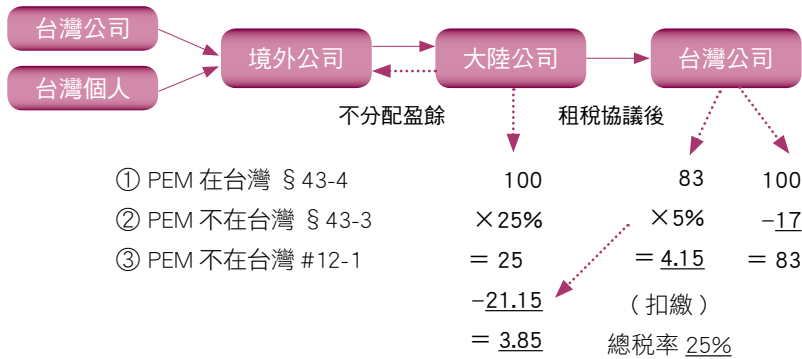 台灣公司
台灣個人
境外公司
大陸公司
台灣公司
不分配盈餘
租稅協議後
① PEM 在台灣 §43-4
② PEM 不在台灣 §43-3
③ PEM 不在台灣 #12-1
100
×25%
= 25
−21.15
= 3.85
83
×5%
= 4.15
(扣繳)
總稅率 25%
100
−17
= 83